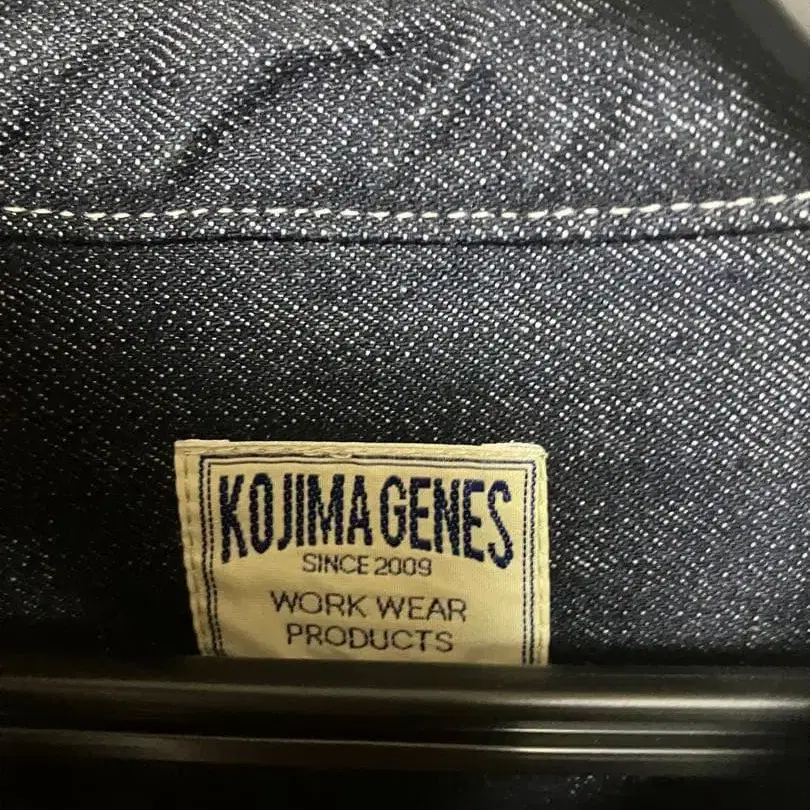 KOJIMA GENES
SINCE 2009
WORK WEAR
PRODUCTS